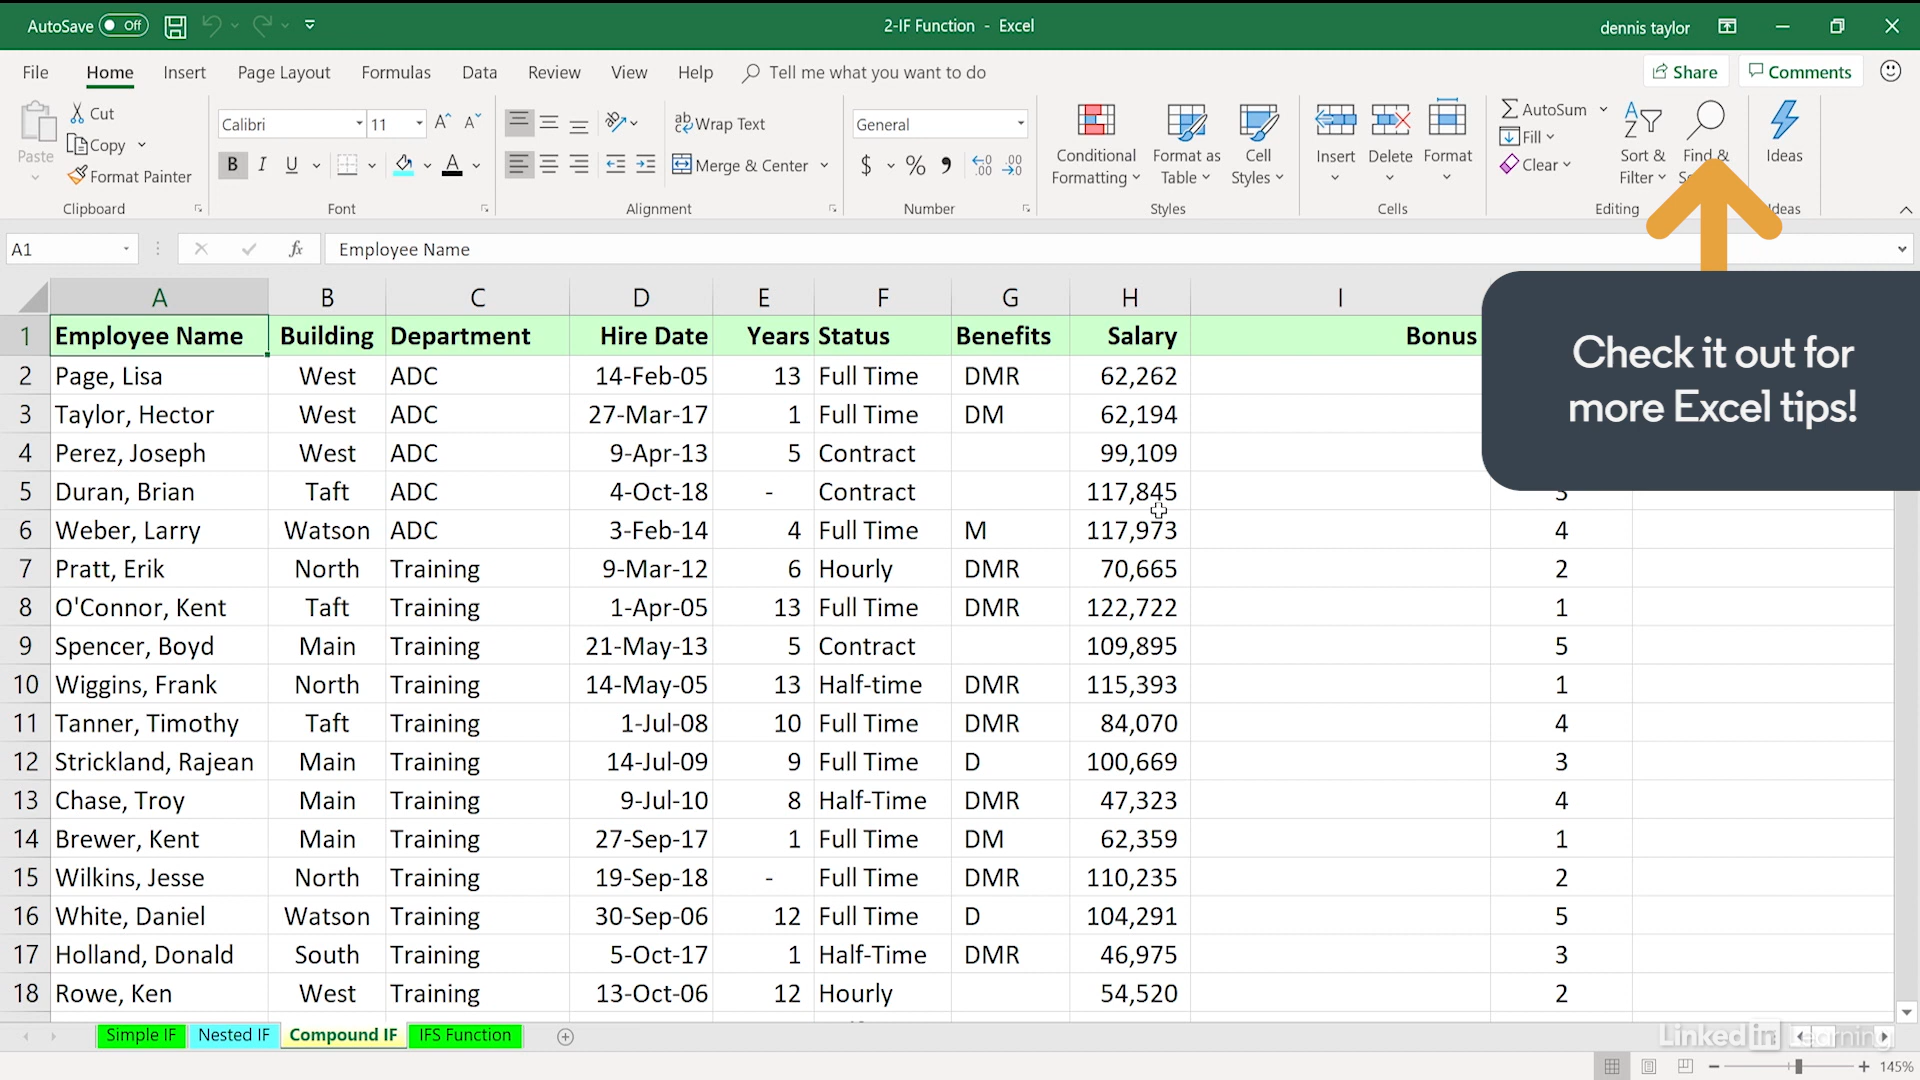 AutoSave Off
2-IF Function - Excel
dennis taylor
File Home Insert Page Layout Formulas Data Review View Help Tell me what you want to do Share Comments
Paste
Cut
Copy
Format Painter
Clipboard
Calibri 11
B I U
Font
Wrap Text
Merge & Center
Alignment
General
$ % ,
Number
Conditional Formatting
Format as Table
Cell Styles
Styles
Insert Delete Format
Cells
AutoSum
Fill
Clear
Sort & Filter
Find &
Editing
Ideas
A1
fx
Employee Name
A B C D E F G H I
Check it out for
more Excel tips!
1 Employee Name Building Department Hire Date Years Status Benefits Salary Bonus
2 Page, Lisa West ADC 14-Feb-05 13 Full Time DMR 62,262
3 Taylor, Hector West ADC 27-Mar-17 1 Full Time DM 62,194
4 Perez, Joseph West ADC 9-Apr-13 5 Contract 99,109
5 Duran, Brian Taft ADC 4-Oct-18 - Contract 117,845 3
6 Weber, Larry Watson ADC 3-Feb-14 4 Full Time M 117,973 4
7 Pratt, Erik North Training 9-Mar-12 6 Hourly DMR 70,665 2
8 O'Connor, Kent Taft Training 1-Apr-05 13 Full Time DMR 122,722 1
9 Spencer, Boyd Main Training 21-May-13 5 Contract 109,895 5
10 Wiggins, Frank North Training 14-May-05 13 Half-time DMR 115,393 1
11 Tanner, Timothy Taft Training 1-Jul-08 10 Full Time DMR 84,070 4
12 Strickland, Rajean Main Training 14-Jul-09 9 Full Time D 100,669 3
13 Chase, Troy Main Training 9-Jul-10 8 Half-Time DMR 47,323 4
14 Brewer, Kent Main Training 27-Sep-17 1 Full Time DM 62,359 1
15 Wilkins, Jesse North Training 19-Sep-18 - Full Time DMR 110,235 2
16 White, Daniel Watson Training 30-Sep-06 12 Full Time D 104,291 5
17 Holland, Donald South Training 5-Oct-17 1 Half-Time DMR 46,975 3
18 Rowe, Ken West Training 13-Oct-06 12 Hourly 54,520 2
Simple IF Nested IF Compound IF IFS Function
Linked in Learning
145%